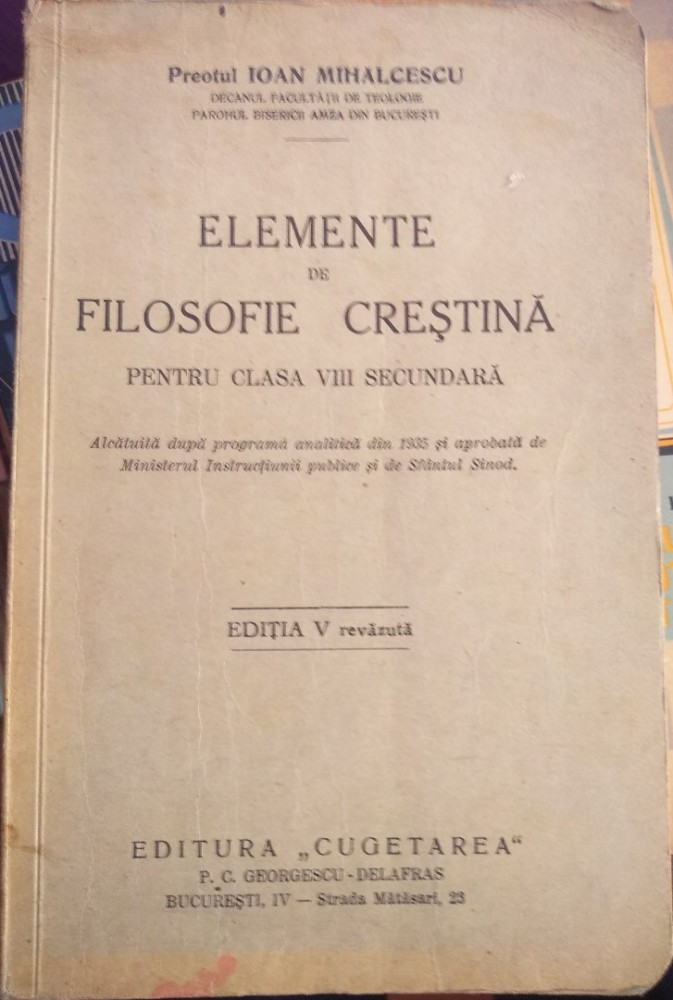 Preotul IOAN MIHALCESCU
DECANUL FACULTĂȚII DE TEOLOGIE
PAROHUL BISERICII AMZA DIN BUCUREȘTI
ELEMENTE
DE
FILOSOFIE CREȘTINĂ
PENTRU CLASA VIII SECUNDARĂ
Alcătuită după programa analitică din 1935 și aprobată de
Ministerul Instrucțiunii publice și de Sfântul Sinod.
EDIȚIA V revăzută
EDITURA „CUGETAREA“
P. C. GEORGESCU - DELAFRAS
BUCUREȘTI, IV — Strada Mătăsari, 23